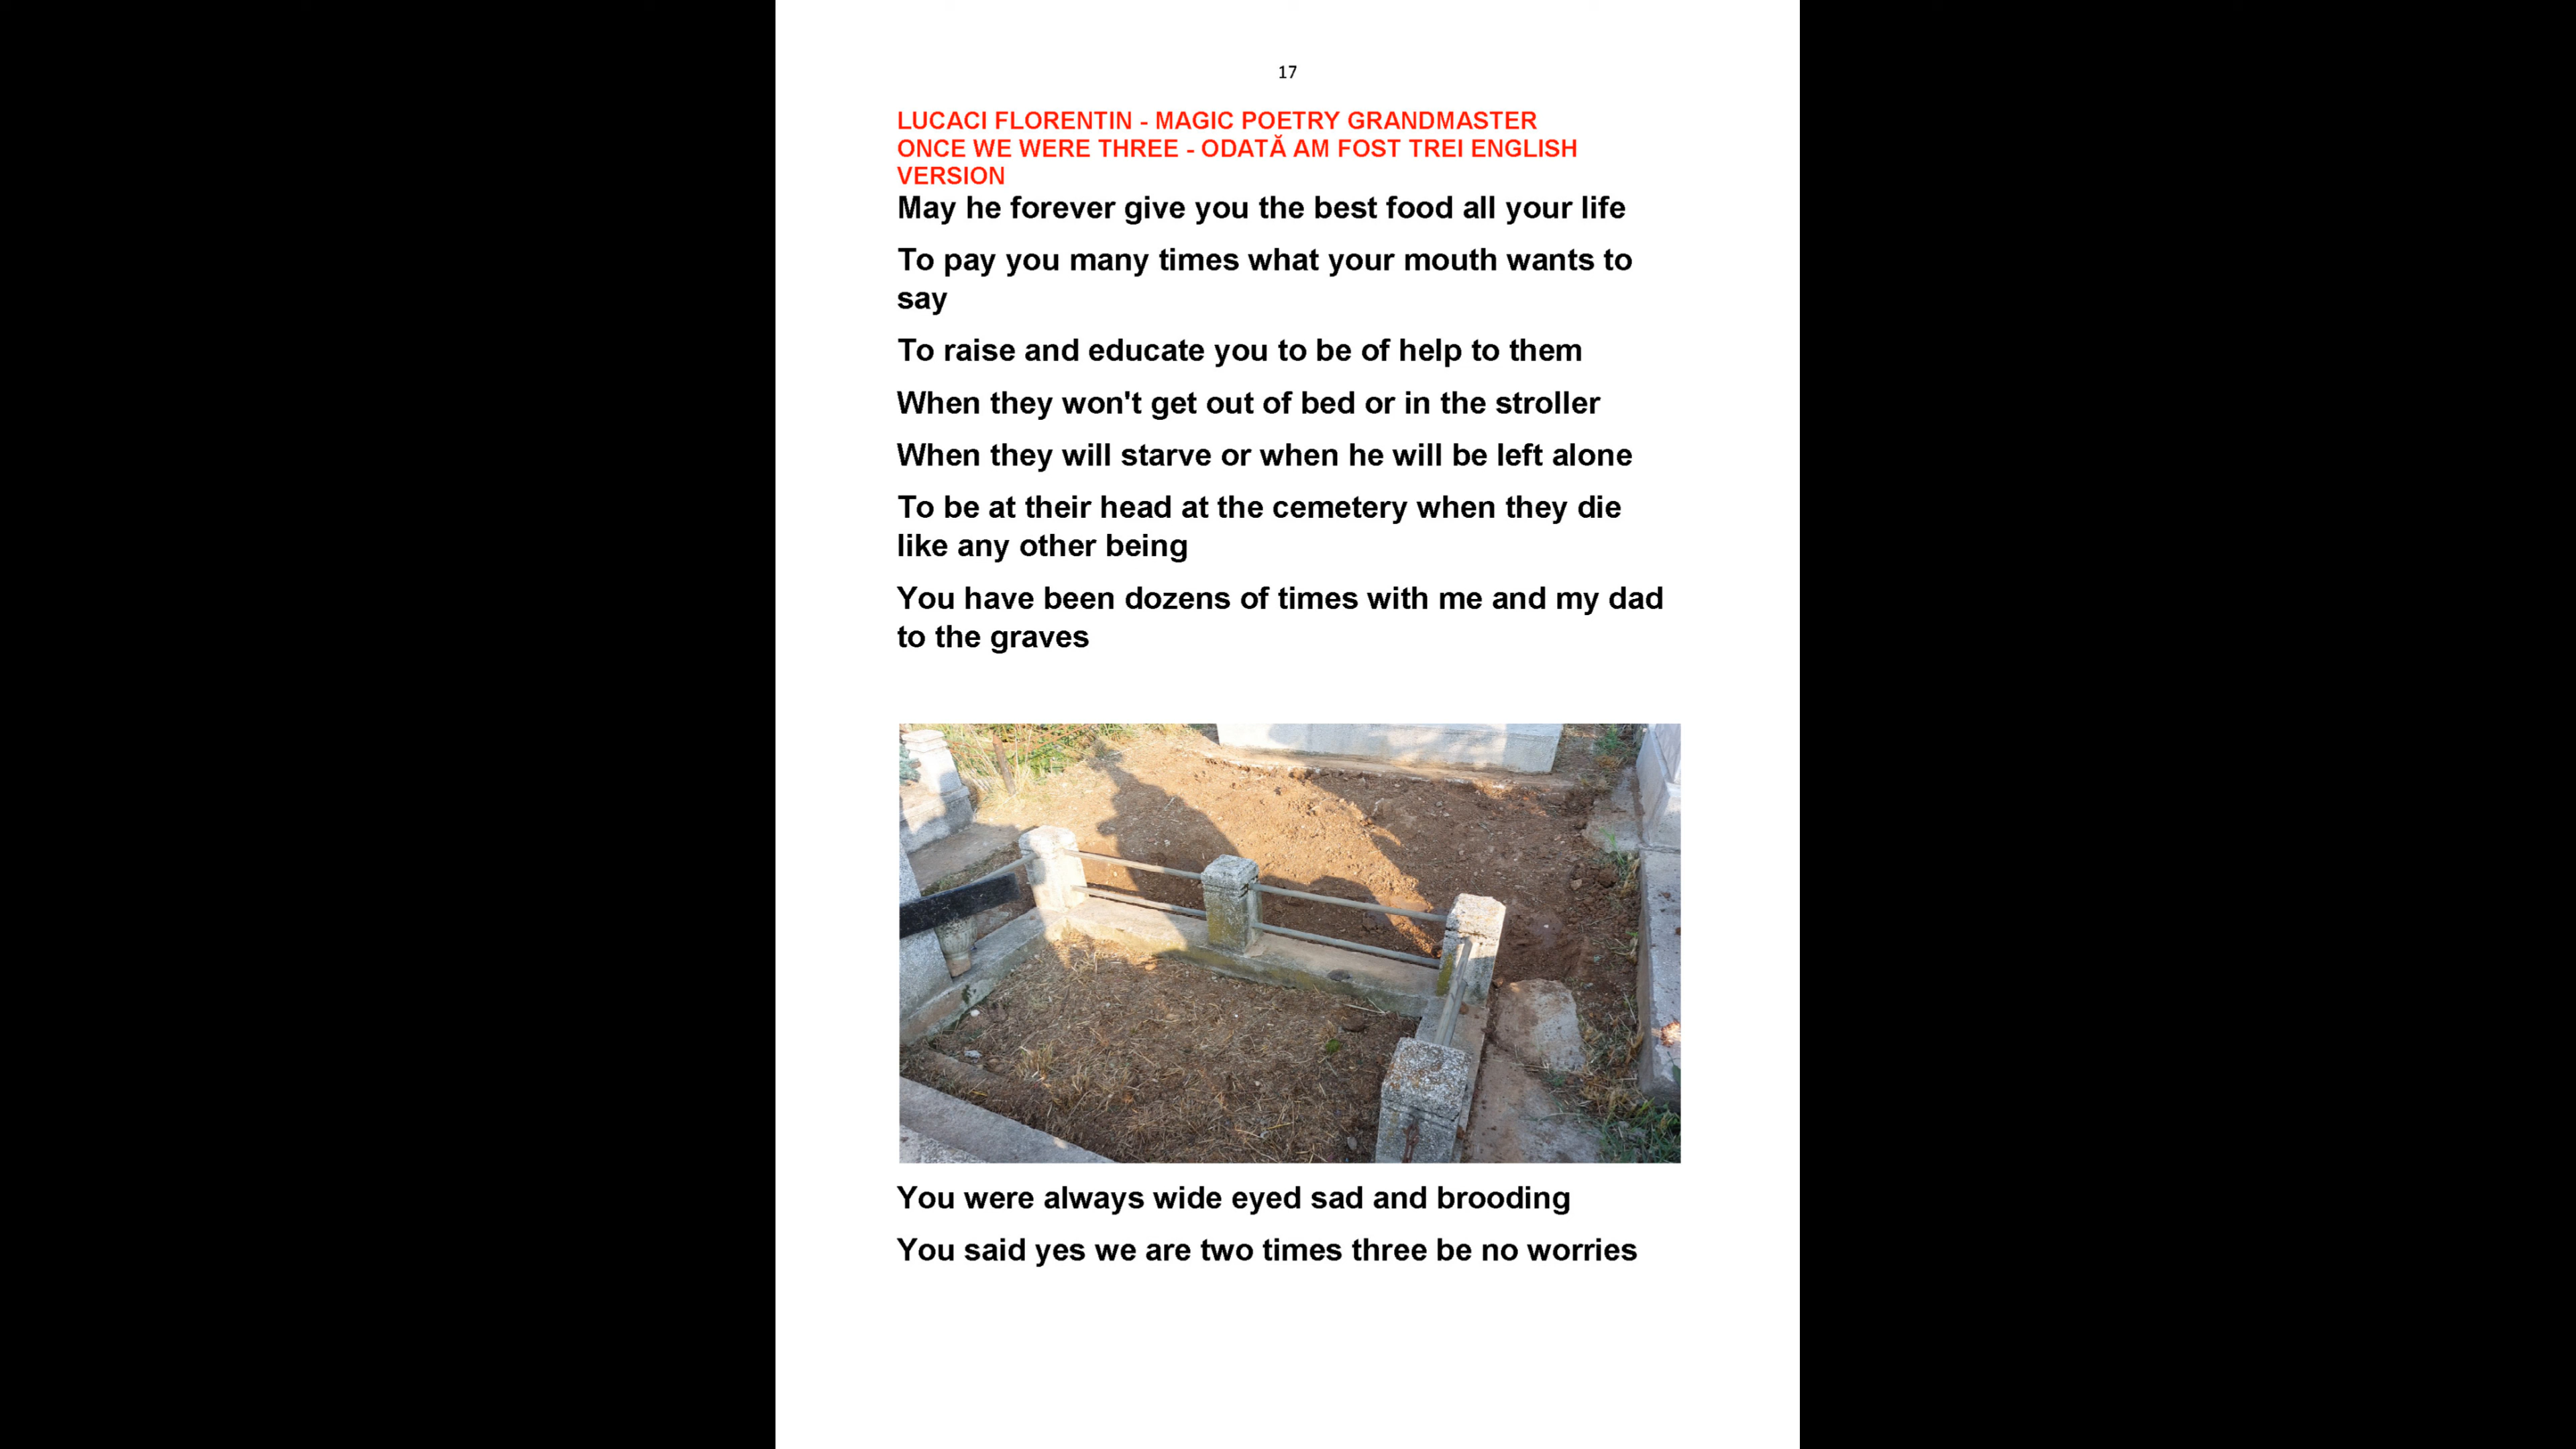 17
LUCACI FLORENTIN - MAGIC POETRY GRANDMASTER
ONCE WE WERE THREE - ODATĂ AM FOST TREI ENGLISH
VERSION
May he forever give you the best food all your life
To pay you many times what your mouth wants to
say
To raise and educate you to be of help to them
When they won't get out of bed or in the stroller
When they will starve or when he will be left alone
To be at their head at the cemetery when they die
like any other being
You have been dozens of times with me and my dad
to the graves
You were always wide eyed sad and brooding
You said yes we are two times three be no worries